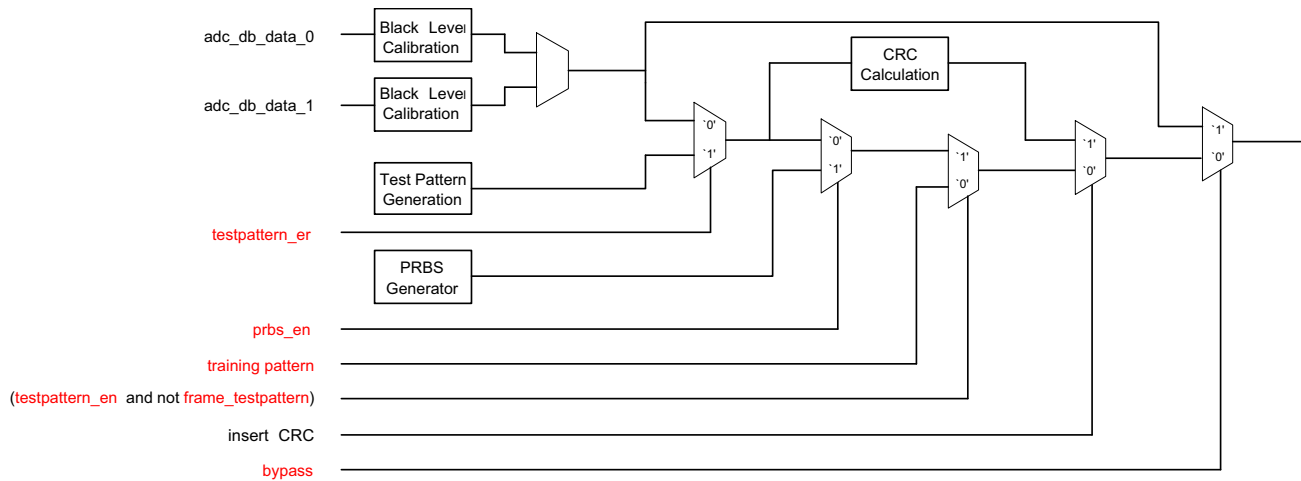 adc_db_data_0
Black Level
Calibration
adc_db_data_1
Black Level
Calibration
CRC
Calculation
`0'
`1'
`0'
`1'
`1'
`0'
`1'
`0'
`1'
`0'
Test Pattern
Generation
testpattern_er
PRBS
Generator
prbs_en
training pattern
(testpattern_en and not frame_testpattern)
insert CRC
bypass